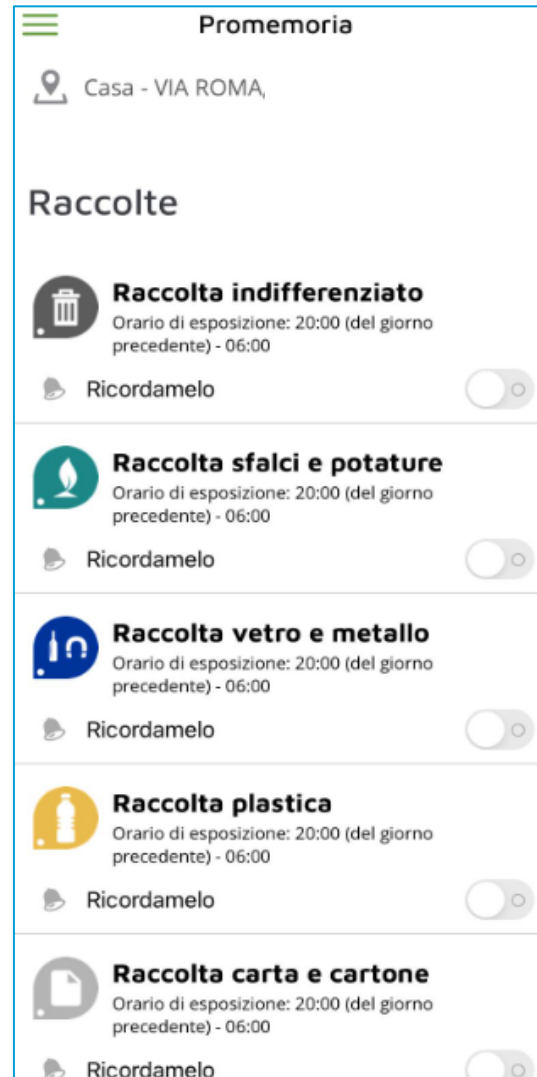 Promemoria
Casa - VIA ROMA,
Raccolte
Raccolta indifferenziato
Orario di esposizione: 20:00 (del giorno
precedente) - 06:00
Ricordamelo
Raccolta sfalci e potature
Orario di esposizione: 20:00 (del giorno
precedente) - 06:00
Ricordamelo
Raccolta vetro e metallo
Orario di esposizione: 20:00 (del giorno
precedente) - 06:00
Ricordamelo
Raccolta plastica
Orario di esposizione: 20:00 (del giorno
precedente) - 06:00
Ricordamelo
Raccolta carta e cartone
Orario di esposizione: 20:00 (del giorno
precedente) - 06:00
Ricordamelo